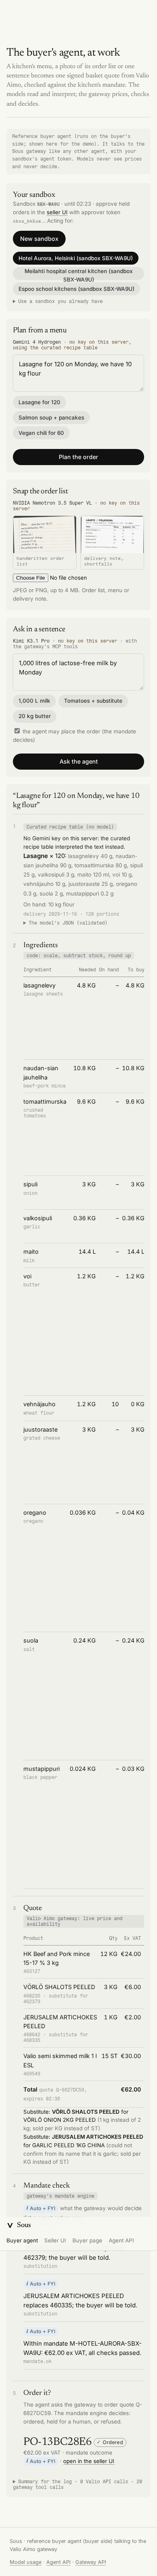 The buyer's agent, at work
A kitchen's menu, a photo of its order list or one
sentence becomes one signed basket quote from Valio
Aimo, checked against the kitchen's mandate. The
model reads and interprets; the gateway prices, checks
and decides.
Reference buyer agent (runs on the buyer's
side; shown here for the demo). It talks to the
Sous gateway like any other agent, with your
sandbox's agent token. Models never see prices
and never decide.
Your sandbox
until 02:23 · approve held
orders in the seller UI with approver token
Acting for:
New sandbox
Hotel Aurora, Helsinki (sandbox SBX-WA9U)
Meilahti hospital central kitchen (sandbox
SBX-WA9U)
Espoo school kitchens (sandbox SBX-WA9U)
▸ Use a sandbox you already have
Plan from a menu
Gemini 4 Hydrogen · no key on this server,
using the curated recipe table
Lasagne for 120 on Monday, we have 10
kg flour
Lasagne for 120
Salmon soup + pancakes
Vegan chili for 60
Plan the order
Snap the order list
NVIDIA Nemotron 3.5 Super VL · no key on this
server
handwritten order
list
delivery note,
shortfalls
Choose File No file chosen
JPEG or PNG, up to 4 MB. Order list, menu or
delivery note.
Ask in a sentence
Kimi K3.1 Pro · no key on this server · with
the gateway's MCP tools
1,000 litres of lactose-free milk by
Monday
1,000 L milk
Tomatoes + substitute
20 kg butter
the agent may place the order (the mandate
decides)
Ask the agent
“Lasagne for 120 on Monday, we have 10
kg flour”
1
Curated recipe table (no model)
No Gemini key on this server: the curated
recipe table interpreted the text instead.
Lasagne × 120: lasagnelevy 40 g, naudan-
sian jauheliha 90 g, tomaattimurska 80 g, sipuli
25 g, valkosipuli 3 g, maito 120 ml, voi 10 g,
vehnäjauho 10 g, juustoraaste 25 g, oregano
0.3 g, suola 2 g, mustapippuri 0.2 g
On hand: 10 kg flour
delivery 2026-11-16 · 120 portions
▸ The model's JSON (validated)
2
Ingredients
code: scale, subtract stock, round up
Ingredient Needed On hand To buy
lasagnelevy 4.8 KG – 4.8 KG
lasagne sheets
naudan-sian 10.8 KG – 10.8 KG
jauheliha
beef-pork mince
tomaattimurska 9.6 KG – 9.6 KG
crushed
tomatoes
sipuli 3 KG – 3 KG
onion
valkosipuli 0.36 KG – 0.36 KG
garlic
maito 14.4 L – 14.4 L
milk
voi 1.2 KG – 1.2 KG
butter
vehnäjauho 1.2 KG 10 0 KG
wheat flour
juustoraaste 3 KG – 3 KG
grated cheese
oregano 0.036 KG – 0.04 KG
oregano
suola 0.24 KG – 0.24 KG
salt
mustapippuri 0.024 KG – 0.03 KG
black pepper
3
Quote
Valio Aimo gateway: live price and
availability
Product Qty Ex VAT
HK Beef and Pork mince 12 KG €24.00
15-17 % 3 kg
VÖRLÖ SHALOTS PEELED 3 KG €6.00
JERUSALEM ARTICHOKES 1 KG €2.00
PEELED
Valio semi skimmed milk 1 l 15 ST €30.00
ESL
Total €62.00
Substitute: VÖRLÖ SHALOTS PEELED for
VÖRLÖ ONION 2KG PEELED (1 kg instead of 2
kg; sold per KG instead of ST)
Substitute: JERUSALEM ARTICHOKES PEELED
for GARLIC PEELED 1KG CHINA (could not
confirm from its name that it is garlic; sold per
KG instead of ST)
4
Mandate check
gateway's mandate engine
Auto + FYI what the gateway would decide
Sous
Buyer agent Seller UI Buyer page Agent API
462379; the buyer will be told.
substitution
Auto + FYI
JERUSALEM ARTICHOKES PEELED
replaces 460335; the buyer will be told.
substitution
Auto + FYI
Within mandate M-HOTEL-AURORA-SBX-
WA9U: €62.00 ex VAT, all checks passed.
mandate.ok
5
Order it?
The agent asks the gateway to order quote Q-
6827DC59. The mandate engine decides:
ordered, held for a human, or refused.
PO-13BC28E6 ✓ Ordered
€62.00 ex VAT · mandate outcome
Auto + FYI · open in the seller UI
▸ Summary for the log · 9 Valio API calls · 20
gateway tool calls
Sous · reference buyer agent (buyer side) talking to the
Valio Aimo gateway
Model usage · Agent API · Gateway API